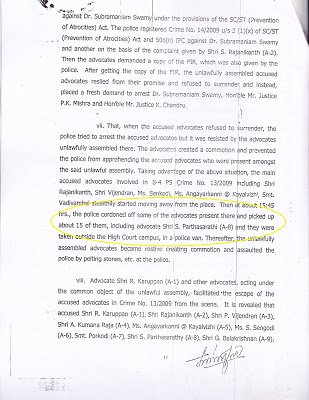 against Dr. Subramaniam Swamy under the provisions of the SC/ST (Prevention
of Atrocities) Act. The police registered Crime No. 14/2009 u/s 3 (1)(x) of SC/ST
(Prevention of Atrocities) Act and 506(ii) IPC against Dr. Subramaniam Swamy
and another on the basis of the complaint given by Shri S. Rajanikanth (A-2).
Then the advocates demanded a copy of the FIR, which was also given by the
police. After getting the copy of the FIR, the unlawfully assembled advocates
advocates resiled from their promise and refused to surrender and instead,
placed a fresh demand to arrest Dr. Subramaniam Swamy, Hon'ble Mr. Justice
P.K. Mishra and Hon'ble Mr. Justice K. Chandru.
vii. That, when the accused advocates refused to surrender, the
police tried to arrest the accused advocates but it was resisted by the advocates
unlawfully assembled there. The advocates created a commotion and prevented
the police from apprehending the accused advocates who were present amongst
the said unlawful assembly. Taking advantage of the above situation, the main
accused advocates involved in B-4 PS Crime No. 13/2009 including Shri
Rajanikanth, Shri Vijendran, Ms. Senkodi, Ms. Angayarkanni @ Kayalvizhi, Smt.
Vadivambal stealthily started moving away from the place. Then at about 15:45
hrs., the police cordoned off some of the advocates present there and picked up
about 15 of them, including advocate Shri S. Parthasarathi (A-8) and they were
taken outside the High Court campus, in a police van. Thereafter, the unlawfully
assembled advocates became restive creating commotion and assaulted the
police by pelting stones, etc. at the police.
viii. Advocate Shri R. Karuppan (A-1) and other advocates, acting under
the common object of the unlawful assembly, facilitated the escape of the
accused advocates in Crime No. 13/2009 from the scene. It is revealed that
accused Shri R. Karuppan (A-1), Shri Rajanikanth (A-2), Shri P. Vijendran (A-3),
Shri A. Kumana Raja (A-4), Ms. Angayarkanni @ Kayalvizhi (A-5), Ms. S. Sengodi
(A-6), Smt. Porkodi (A-7), Shri S. Parthasarathy (A-8), Shri G. Balakrishnan (A-9),